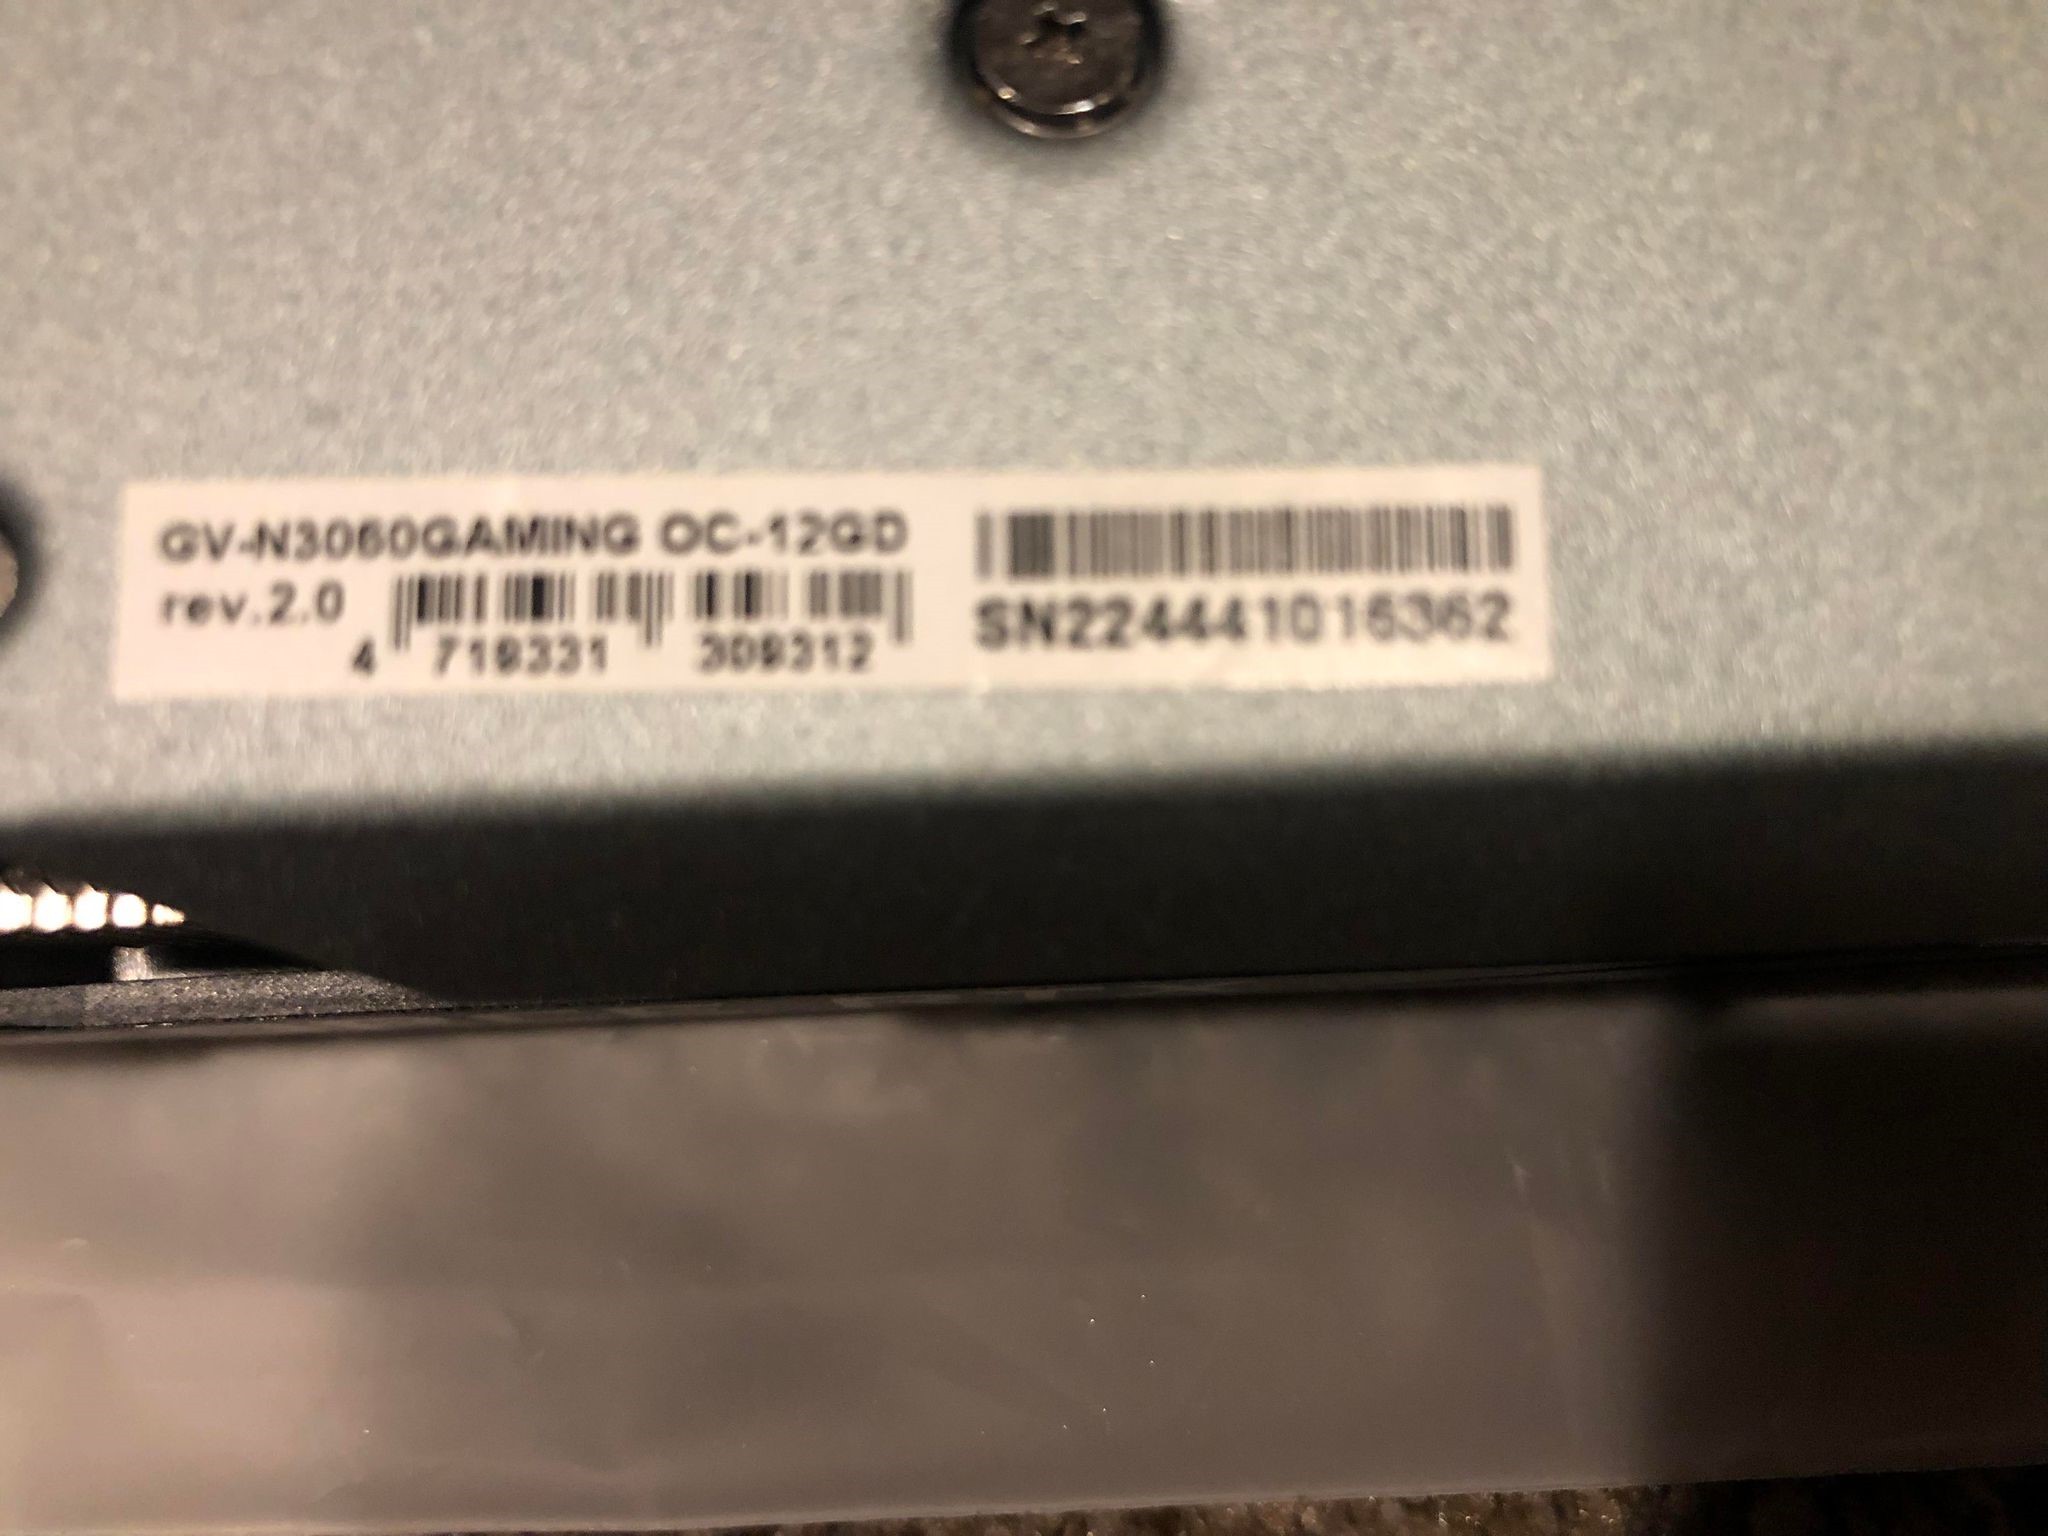 GV-N3060GAMING OC-12GD
rev.2.0
4 719331 309312
SN224441016362